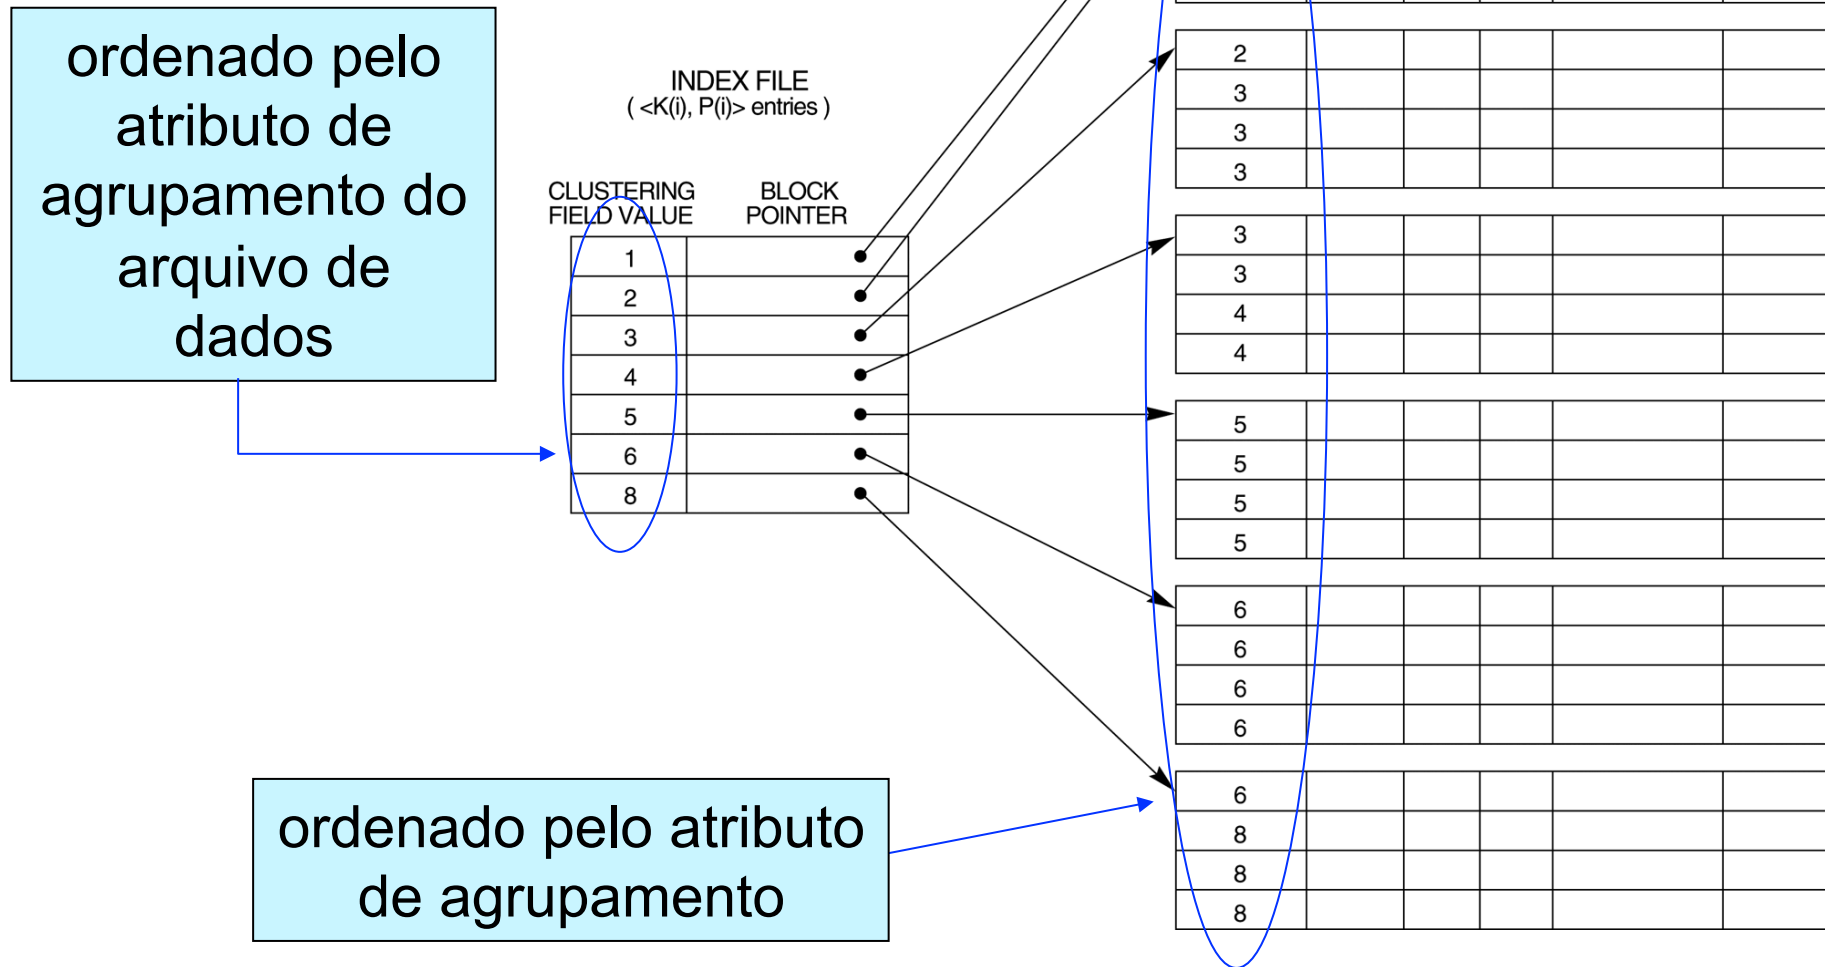 ordenado pelo
atributo de
agrupamento do
arquivo de
dados
INDEX FILE
( <K(i), P(i)> entries )
CLUSTERING
FIELD VALUE
BLOCK
POINTER
1
2
3
4
5
6
8
2
3
3
3
3
3
4
4
5
5
5
5
6
6
6
6
6
8
8
8
ordenado pelo atributo
de agrupamento